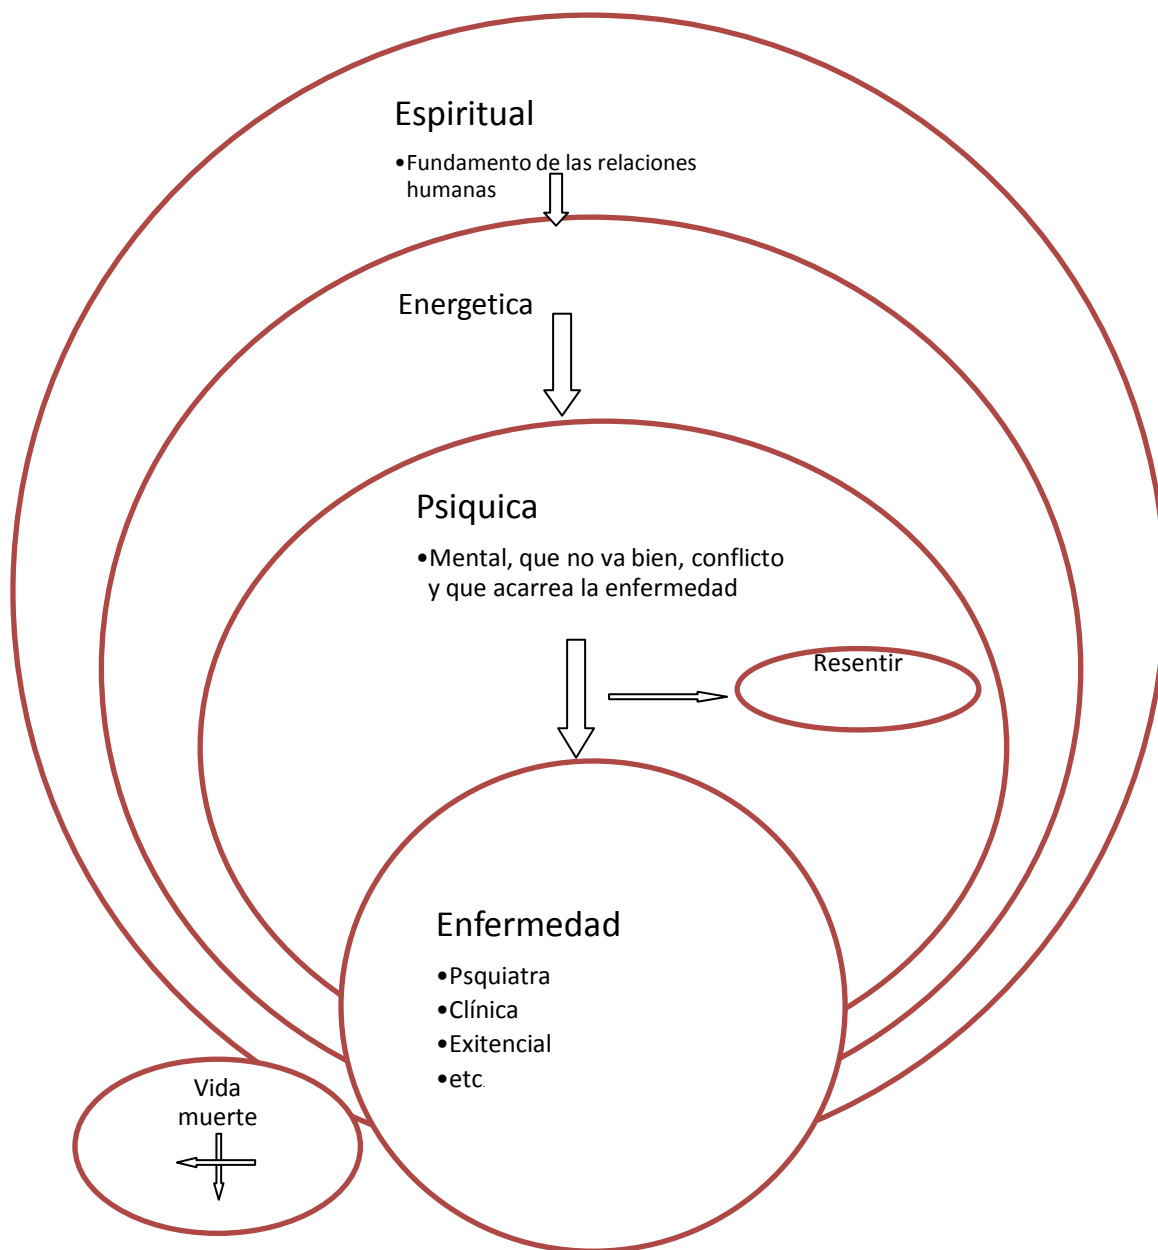 Espiritual
•Fundamento de las relaciones
humanas
Energetica
Psiquica
•Mental, que no va bien, conflicto
y que acarrea la enfermedad
Resentir
Enfermedad
•Psquiatra
•Clínica
•Exitencial
•etc.
Vida
muerte